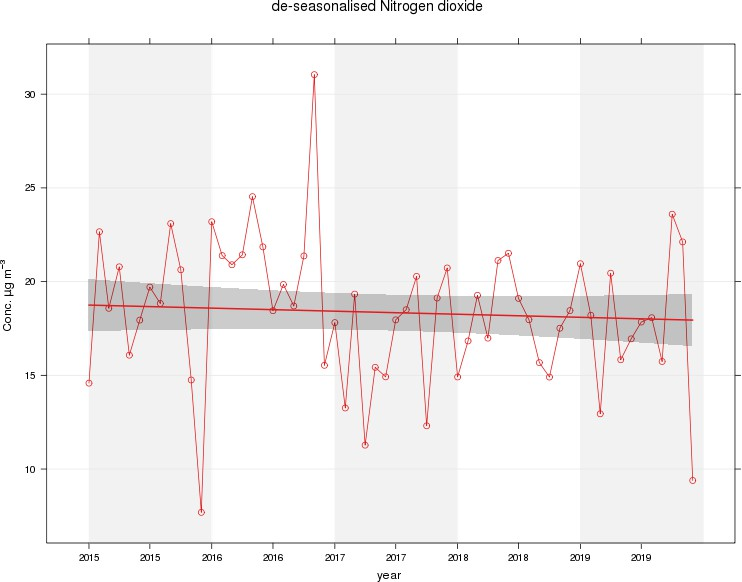 de-seasonalised Nitrogen dioxide
30
25
20
15
10
Conc. µg m⁻³
2015 2015 2016 2016 2017 2017 2018 2018 2019 2019
year